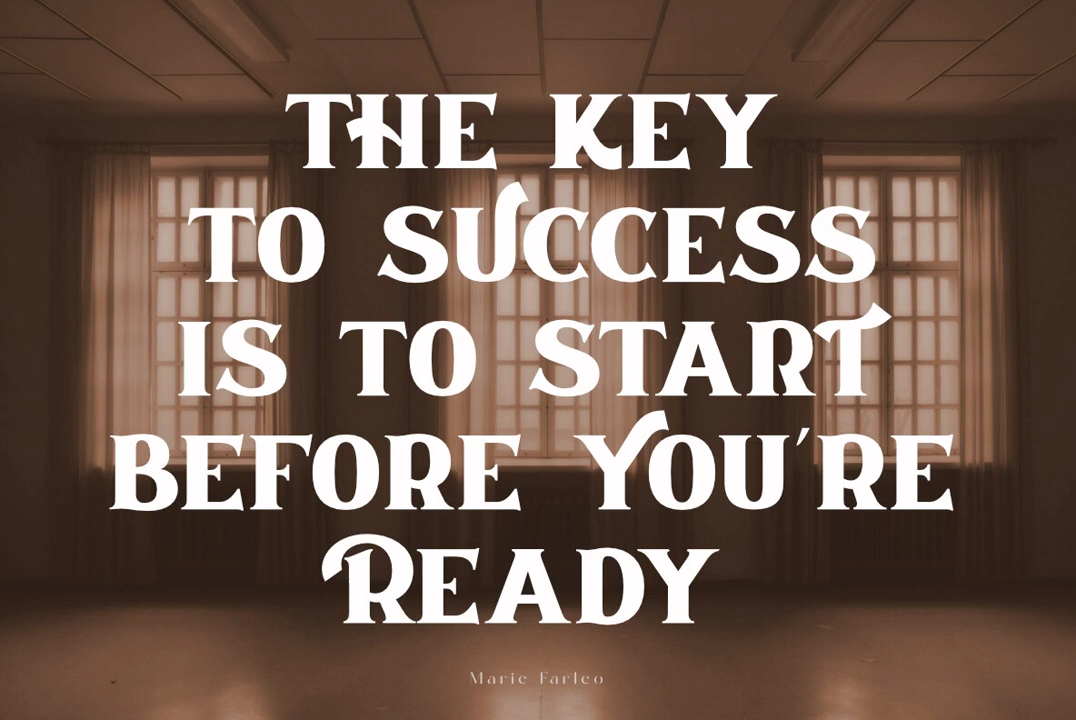 THE KEY
TO SUCCESS
IS TO START
BEFORE YOU'RE
READY
Marie Farleo